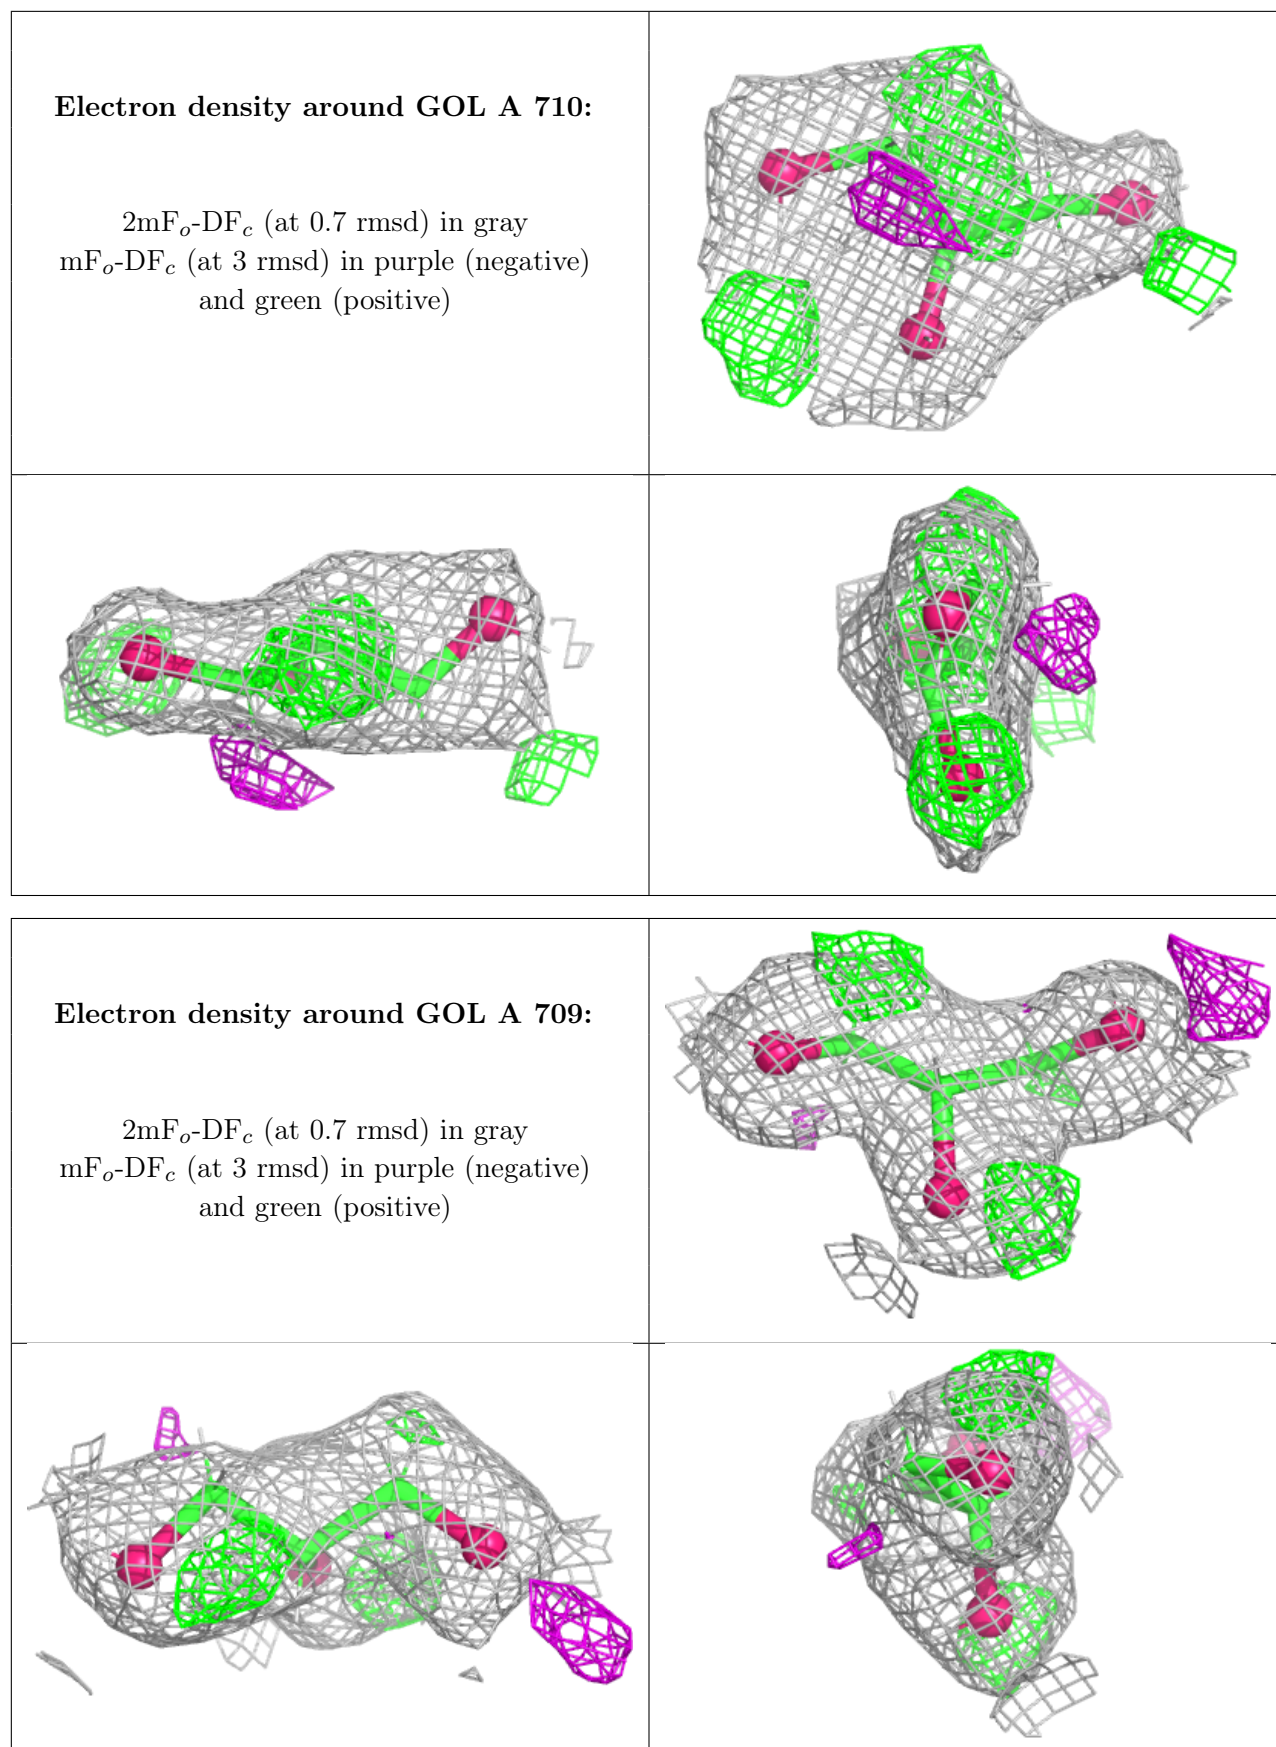 Electron density around GOL A 710:
2mFo-DFc (at 0.7 rmsd) in gray
mFo-DFc (at 3 rmsd) in purple (negative)
and green (positive)
Electron density around GOL A 709:
2mFo-DFc (at 0.7 rmsd) in gray
mFo-DFc (at 3 rmsd) in purple (negative)
and green (positive)